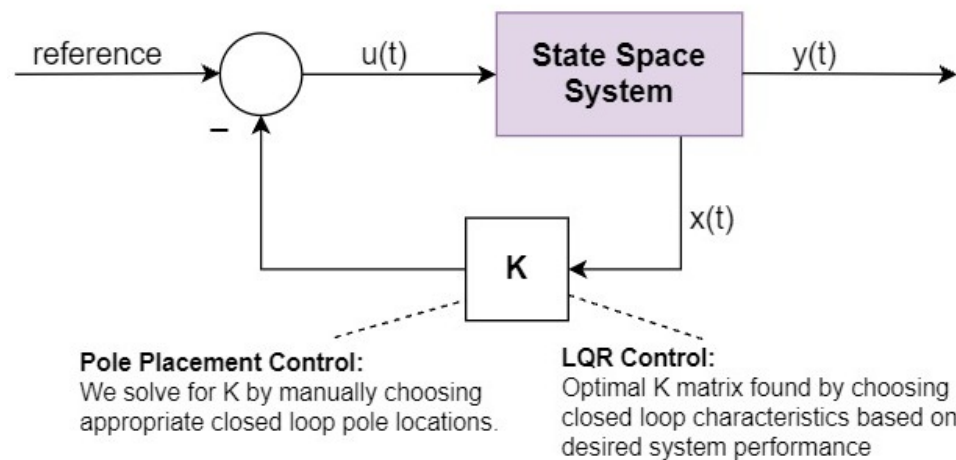 reference
u(t)
State Space
System
y(t)
–
x(t)
K
Pole Placement Control:
We solve for K by manually choosing
appropriate closed loop pole locations.
LQR Control:
Optimal K matrix found by choosing
closed loop characteristics based on
desired system performance